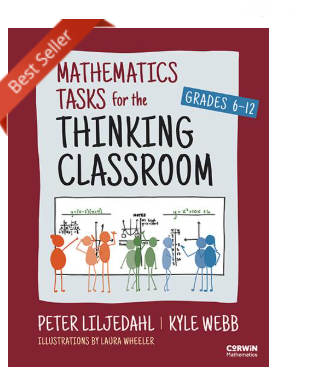 Best Seller
MATHEMATICS
TASKS for the
GRADES 6-12
THINKING
CLASSROOM
NOTES
PETER LILJEDAHL | KYLE WEBB
ILLUSTRATIONS BY LAURA WHEELER
CORWIN
Mathematics